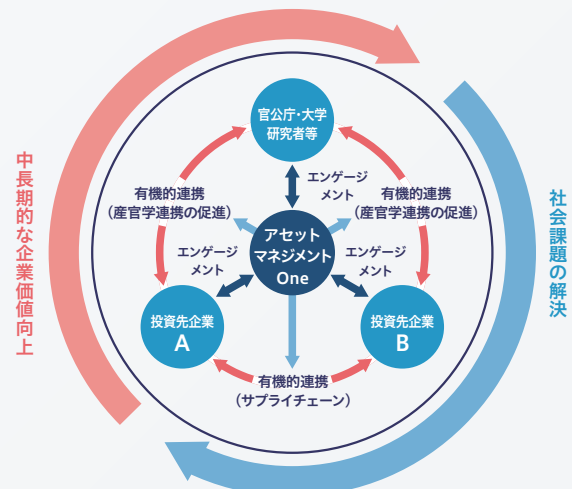 官公庁・大学
研究者等
エンゲージ
メント
有機的連携
（産官学連携の促進）
有機的連携
（産官学連携の促進）
中長期的な企業価値向上
社会課題の解決
アセット
マネジメント
One
エンゲージ
メント
エンゲージ
メント
投資先企業
A
投資先企業
B
有機的連携
（サプライチェーン）